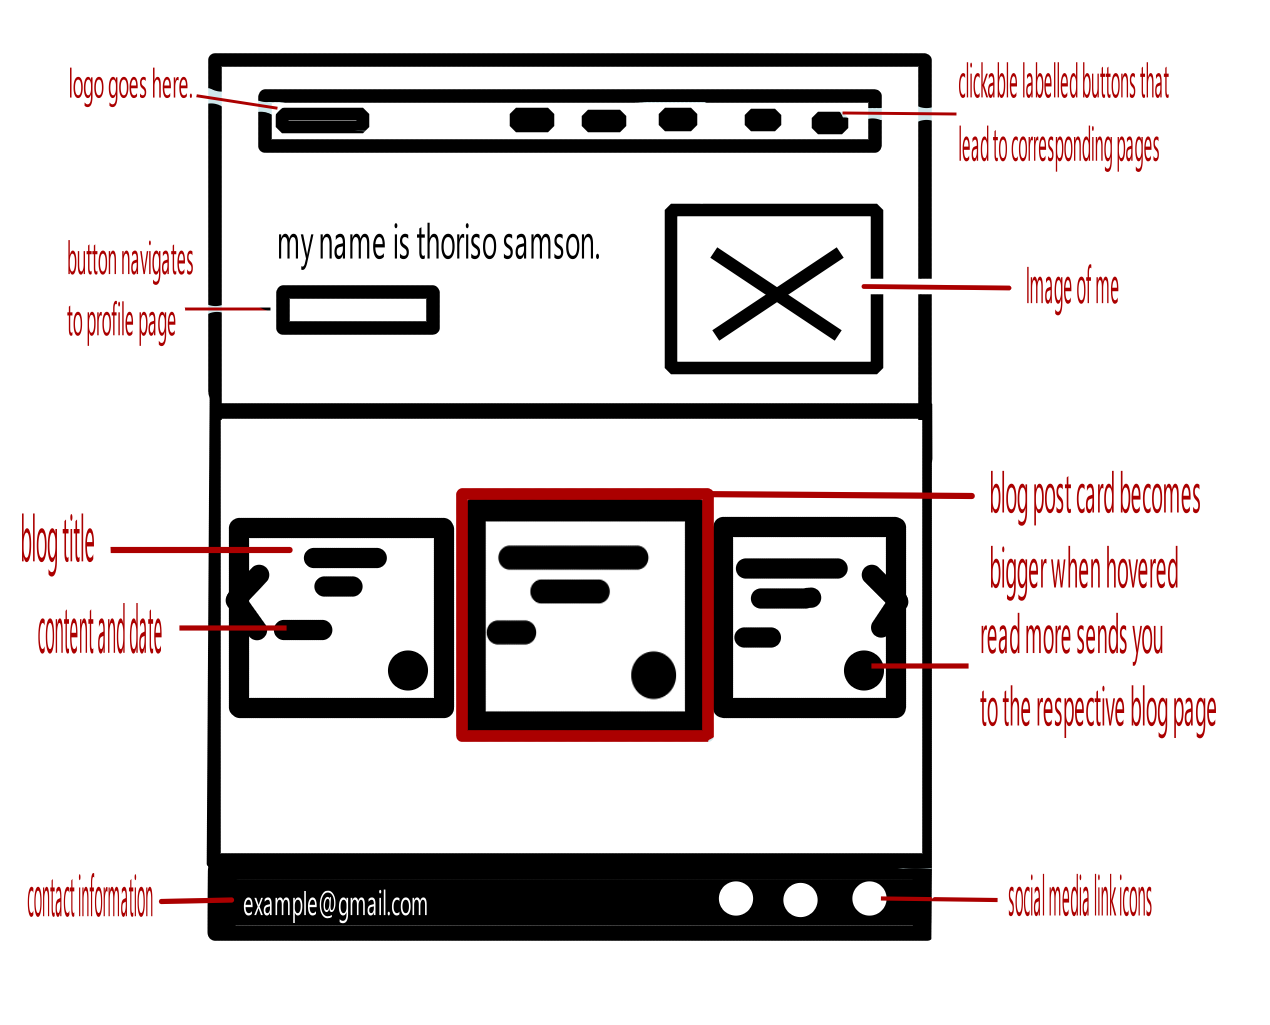 logo goes here.
clickable labelled buttons that
lead to corresponding pages
my name is thoriso samson.
button navigates
to profile page
Image of me
blog title
content and date
blog post card becomes
bigger when hovered
read more sends you
to the respective blog page
contact information
example@gmail.com
social media link icons